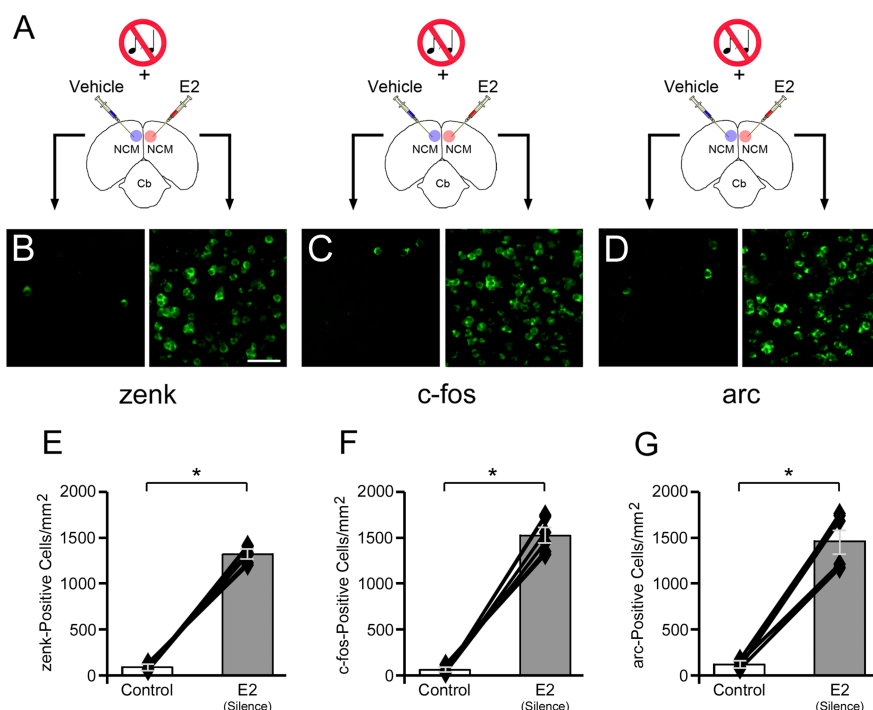 A
+
+
+
Vehicle E2
Vehicle E2
Vehicle E2
NCM NCM
NCM NCM
NCM NCM
Cb
Cb
Cb
B
C
D
zenk
c-fos
arc
E
F
G
*
*
*
zenk-Positive Cells/mm2
2000
1500
1000
500
0
Control
E2
(Silence)
c-fos-Positive Cells/mm2
2000
1500
1000
500
0
Control
E2
(Silence)
arc-Positive Cells/mm2
2000
1500
1000
500
0
Control
E2
(Silence)